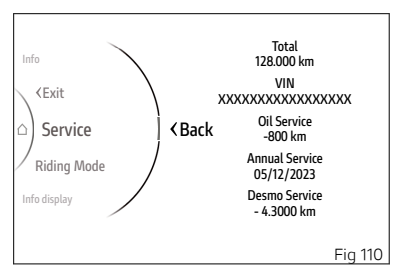 Info
‹Exit
Service
Riding Mode
Info display
‹Back
Total
128.000 km
VIN
XXXXXXXXXXXXXXXXX
Oil Service
-800 km
Annual Service
05/12/2023
Desmo Service
- 4.3000 km
Fig 110